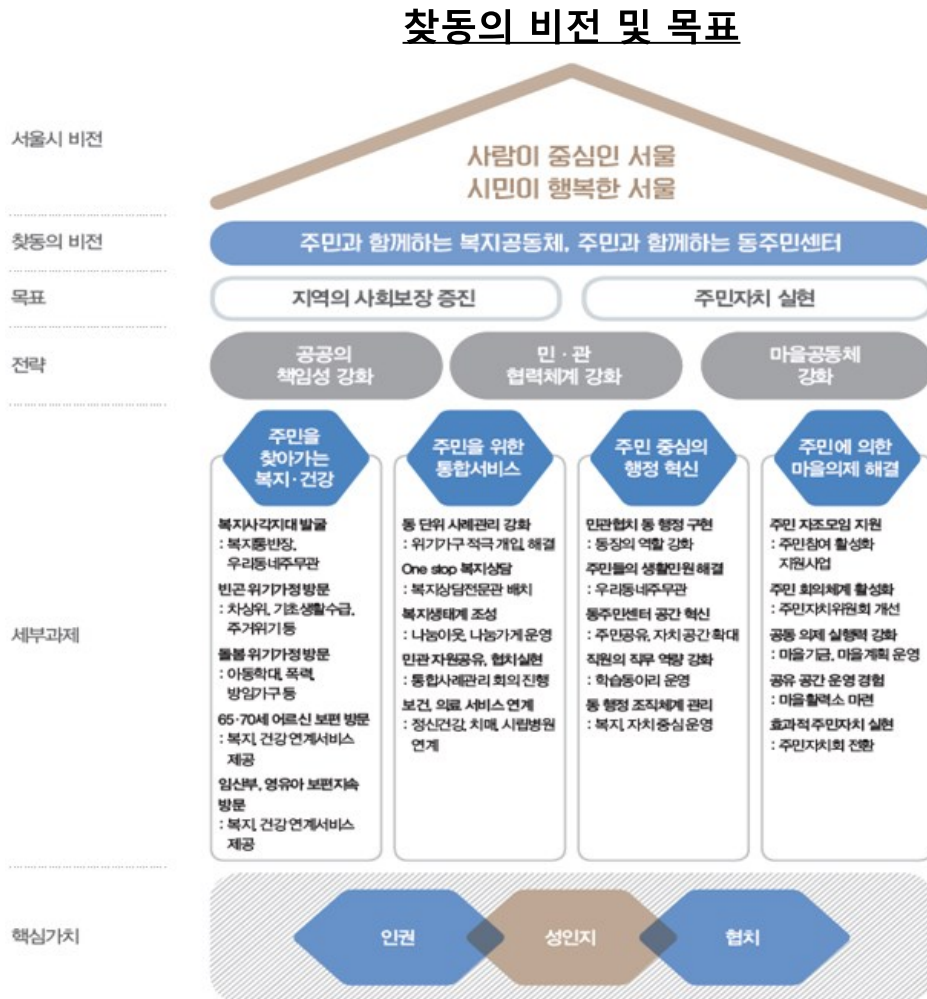 찾동의 비전 및 목표
서울시 비전
사람이 중심인 서울
시민이 행복한 서울
찾동의 비전
주민과 함께하는 복지공동체, 주민과 함께하는 동주민센터
목표
지역의 사회보장 증진
주민자치 실현
전략
공공의
책임성 강화
민·관
협력체계 강화
마을공동체
강화
세부과제
주민을
찾아가는
복지·건강
복지사각지대 발굴
: 복지통반장,
우리동네주무관
빈곤 위기가정 방문
: 차상위, 기초생활수급,
주거위기 등
돌봄 위기가정 방문
: 아동학대, 폭력,
방임가구 등
65·70세 어르신 보편 방문
: 복지, 건강 연계서비스
제공
임산부, 영유아 보편지속
방문
: 복지, 건강 연계서비스
제공
주민을 위한
통합서비스
동 단위 사례관리 강화
: 위기가구 적극 개입, 해결
One stop 복지상담
: 복지상담전문관 배치
복지생태계 조성
: 나눔이웃, 나눔가게 운영
민관 자원공유, 협치실현
: 통합사례관리 회의 진행
보건, 의료 서비스 연계
: 정신건강, 치매, 시립병원
연계
주민 중심의
행정 혁신
민관협치 동 행정 구현
: 동장의 역할 강화
주민들의 생활민원 해결
: 우리동네주무관
동주민센터 공간 혁신
: 주민공유, 자치 공간 확대
직원의 직무 역량 강화
: 학습동아리 운영
동 행정 조직체계 관리
: 복지, 자치 중심 운영
주민에 의한
마을의제 해결
주민 자조모임 지원
: 주민참여 활성화
지원사업
주민 회의체계 활성화
: 주민자치위원회 개선
공동 의제 실행력 강화
: 마을기금, 마을계획 운영
공유 공간 운영 경험
: 마을활력소 마련
효과적 주민자치 실현
: 주민자치회 전환
핵심가치
인권
성인지
협치